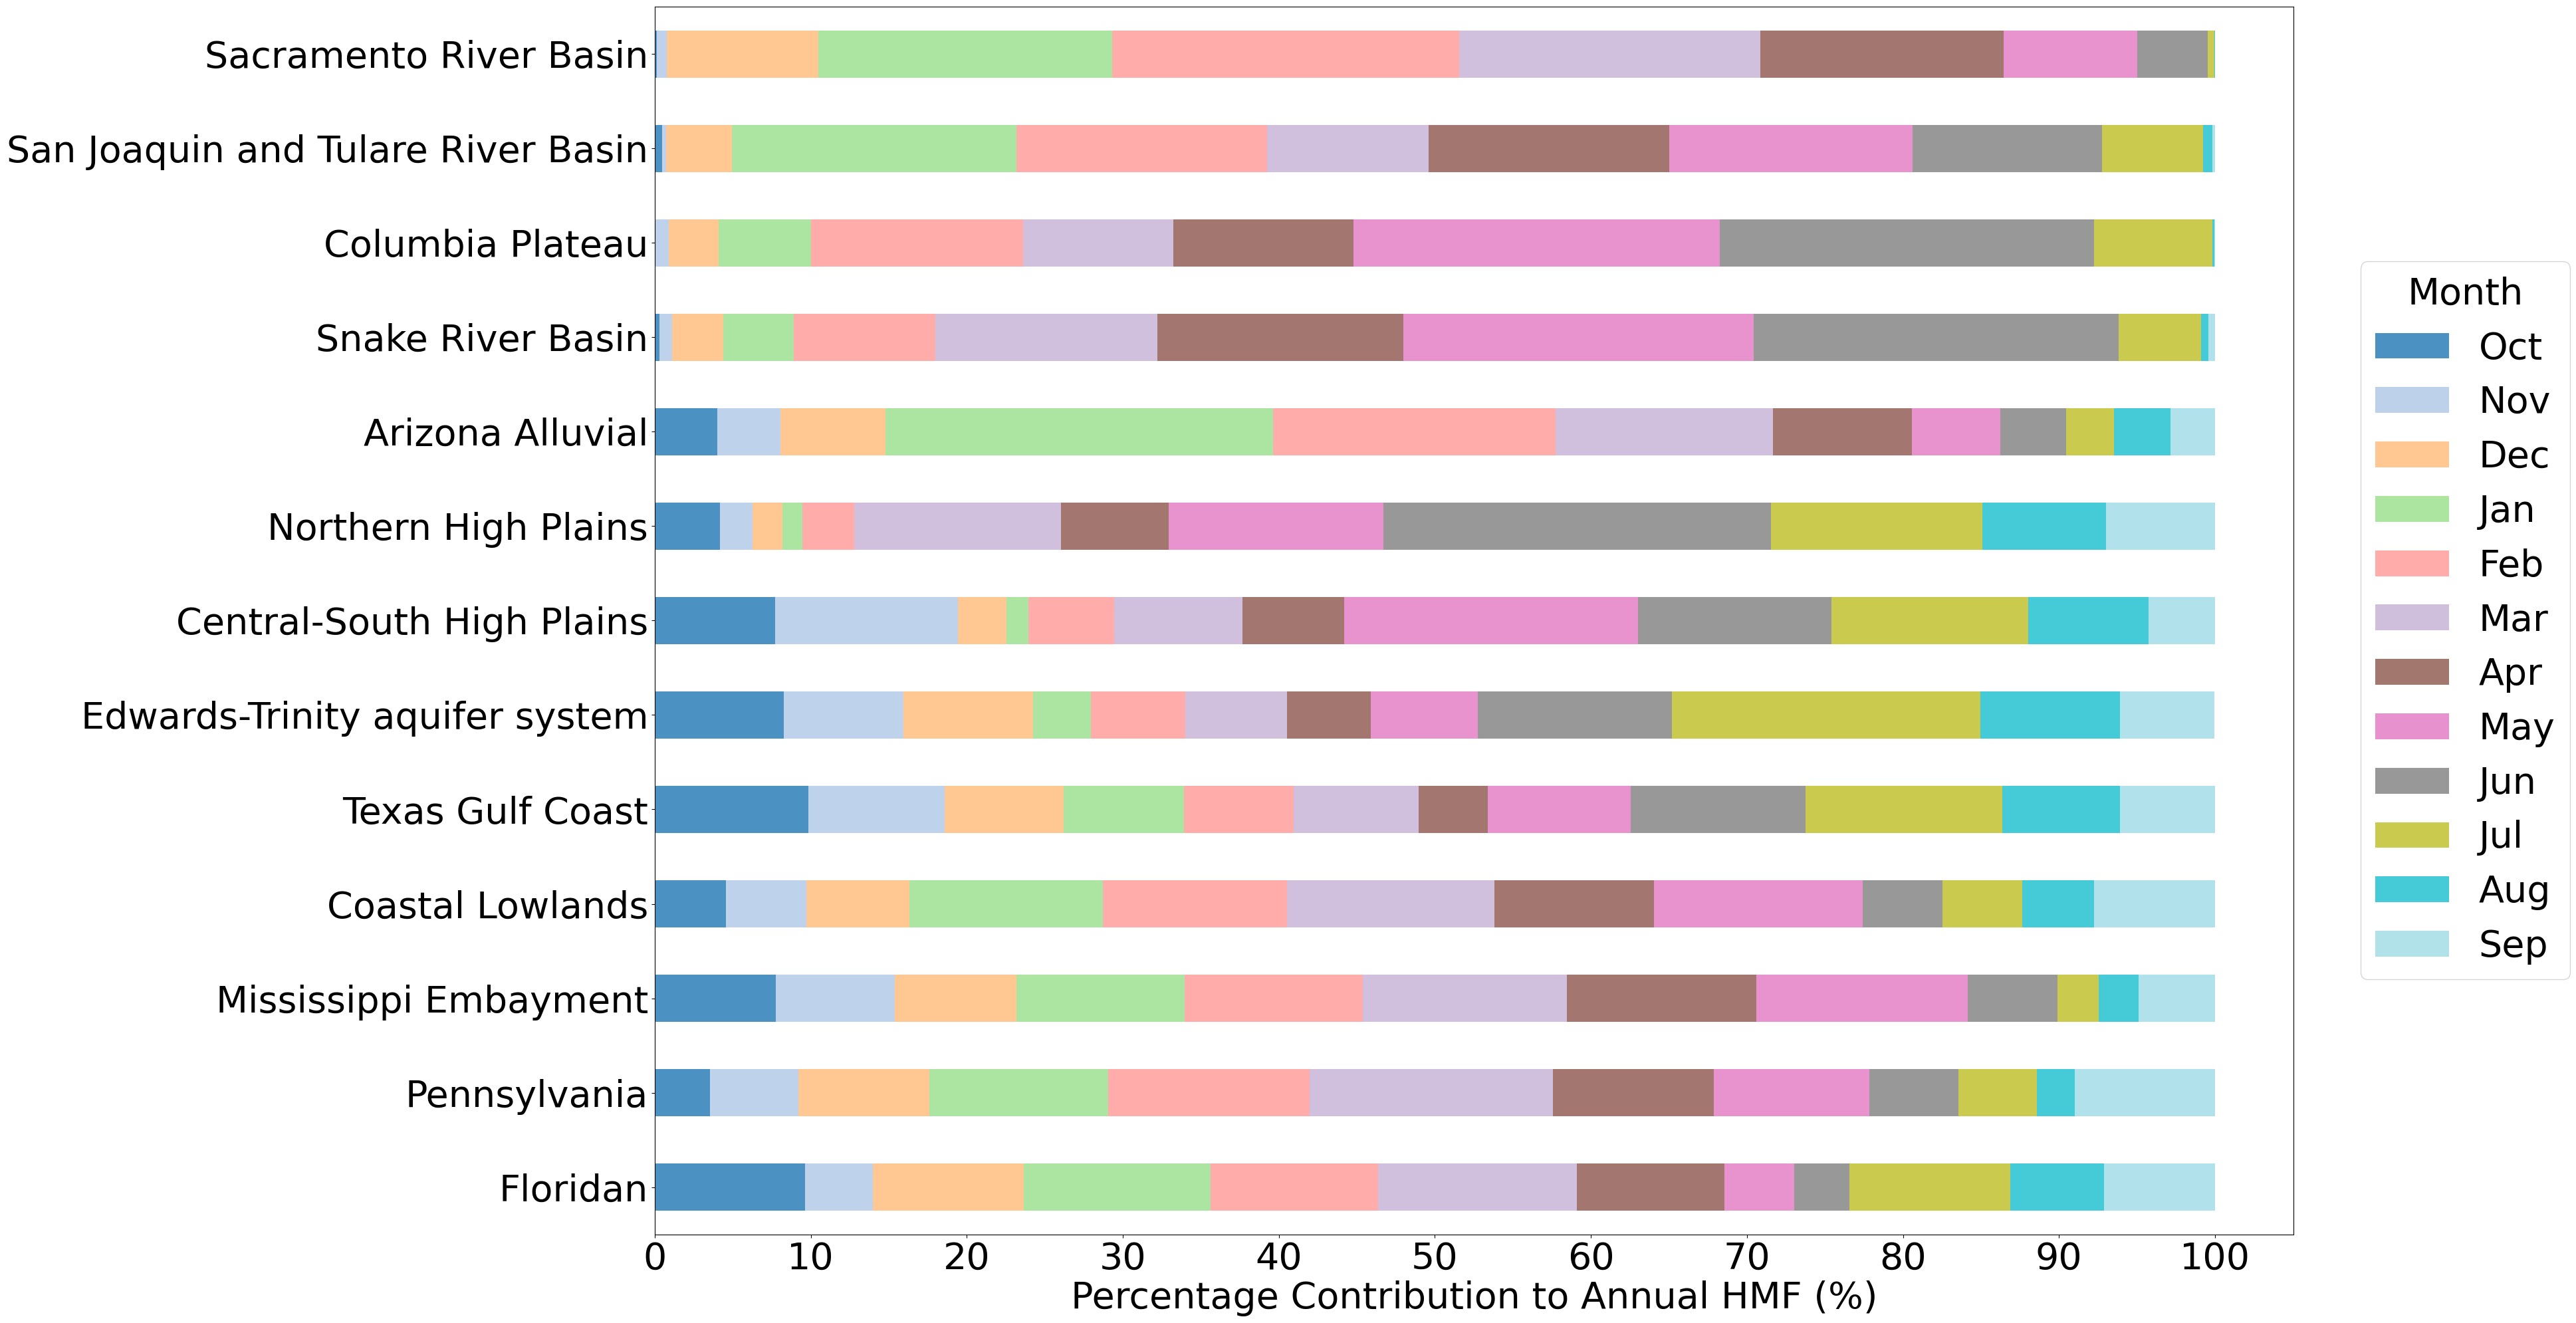 Sacramento River Basin
San Joaquin and Tulare River Basin
Columbia Plateau
Snake River Basin
Arizona Alluvial
Northern High Plains
Central-South High Plains
Edwards-Trinity aquifer system
Texas Gulf Coast
Coastal Lowlands
Mississippi Embayment
Pennsylvania
Floridan
0 10 20 30 40 50 60 70 80 90 100
Percentage Contribution to Annual HMF (%)
Month
Oct
Nov
Dec
Jan
Feb
Mar
Apr
May
Jun
Jul
Aug
Sep